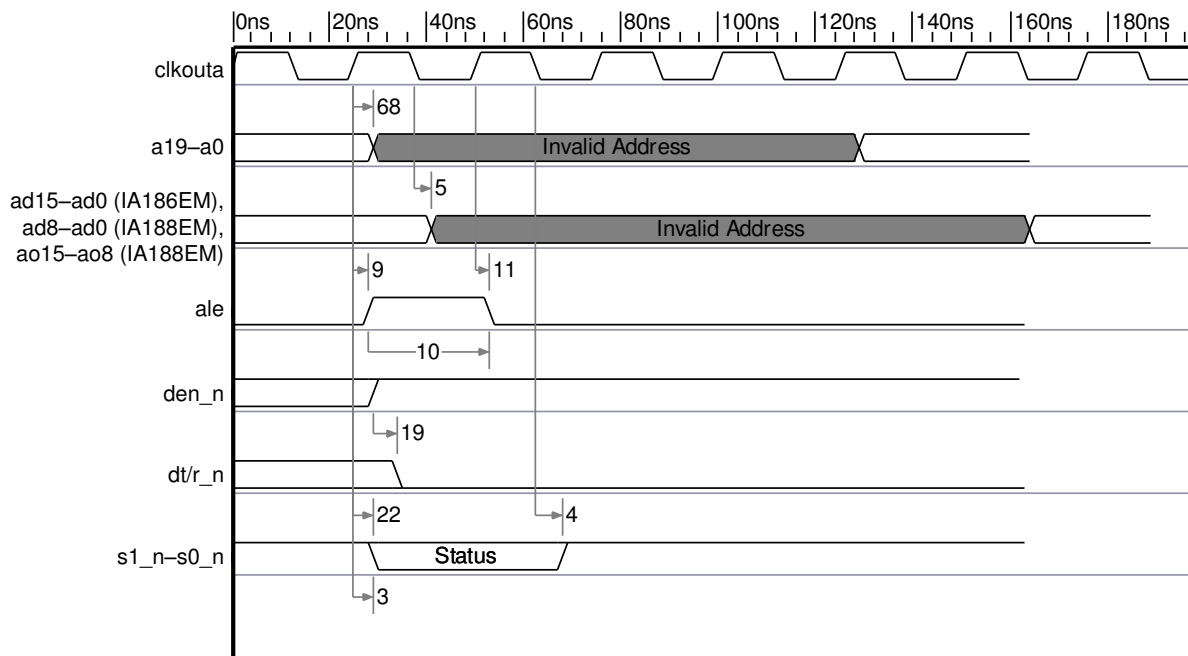 0ns 20ns 40ns 60ns 80ns 100ns 120ns 140ns 160ns 180ns
clkouta
68
a19–a0 Invalid Address
5
ad15–ad0 (IA186EM),
ad8–ad0 (IA188EM), Invalid Address
ao15–ao8 (IA188EM)
9 11
ale
10
den_n
19
dt/r_n
22 4
s1_n–s0_n Status
3